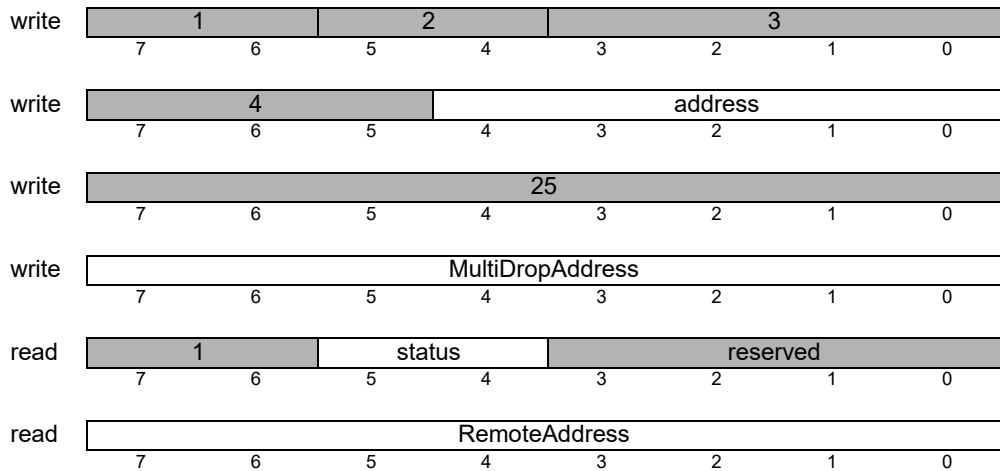 write 1 2 3
7 6 5 4 3 2 1 0
write 4 address
7 6 5 4 3 2 1 0
write 25
7 6 5 4 3 2 1 0
write MultiDropAddress
7 6 5 4 3 2 1 0
read 1 status reserved
7 6 5 4 3 2 1 0
read RemoteAddress
7 6 5 4 3 2 1 0